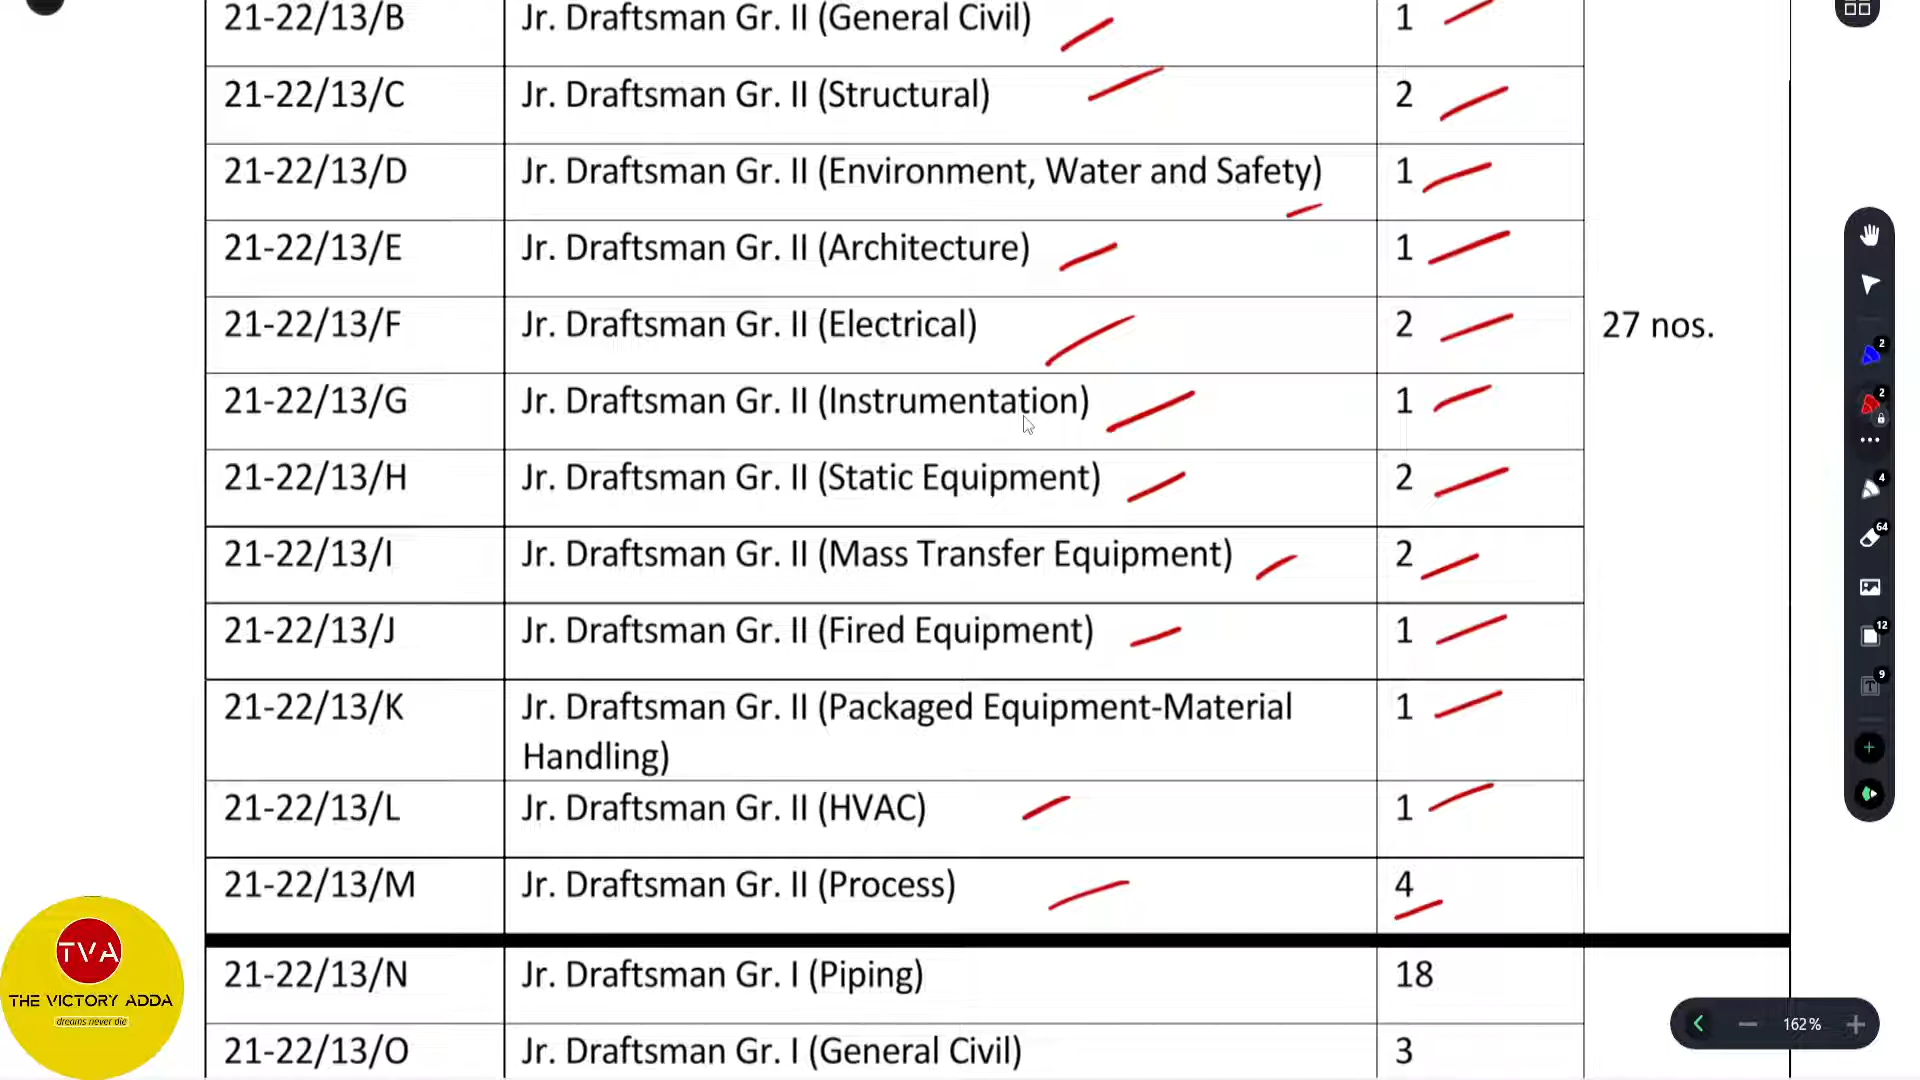 21-22/13/B Jr. Draftsman Gr. II (General Civil) 1
21-22/13/C Jr. Draftsman Gr. II (Structural) 2
21-22/13/D Jr. Draftsman Gr. II (Environment, Water and Safety) 1
21-22/13/E Jr. Draftsman Gr. II (Architecture) 1
21-22/13/F Jr. Draftsman Gr. II (Electrical) 2 27 nos.
21-22/13/G Jr. Draftsman Gr. II (Instrumentation) 1
21-22/13/H Jr. Draftsman Gr. II (Static Equipment) 2
21-22/13/I Jr. Draftsman Gr. II (Mass Transfer Equipment) 2
21-22/13/J Jr. Draftsman Gr. II (Fired Equipment) 1
21-22/13/K Jr. Draftsman Gr. II (Packaged Equipment-Material 1
Handling)
21-22/13/L Jr. Draftsman Gr. II (HVAC) 1
21-22/13/M Jr. Draftsman Gr. II (Process) 4
21-22/13/N Jr. Draftsman Gr. I (Piping) 18
21-22/13/O Jr. Draftsman Gr. I (General Civil) 3
TVA
THE VICTORY ADDA
dreams never die
2
2
4
64
12
9
162%